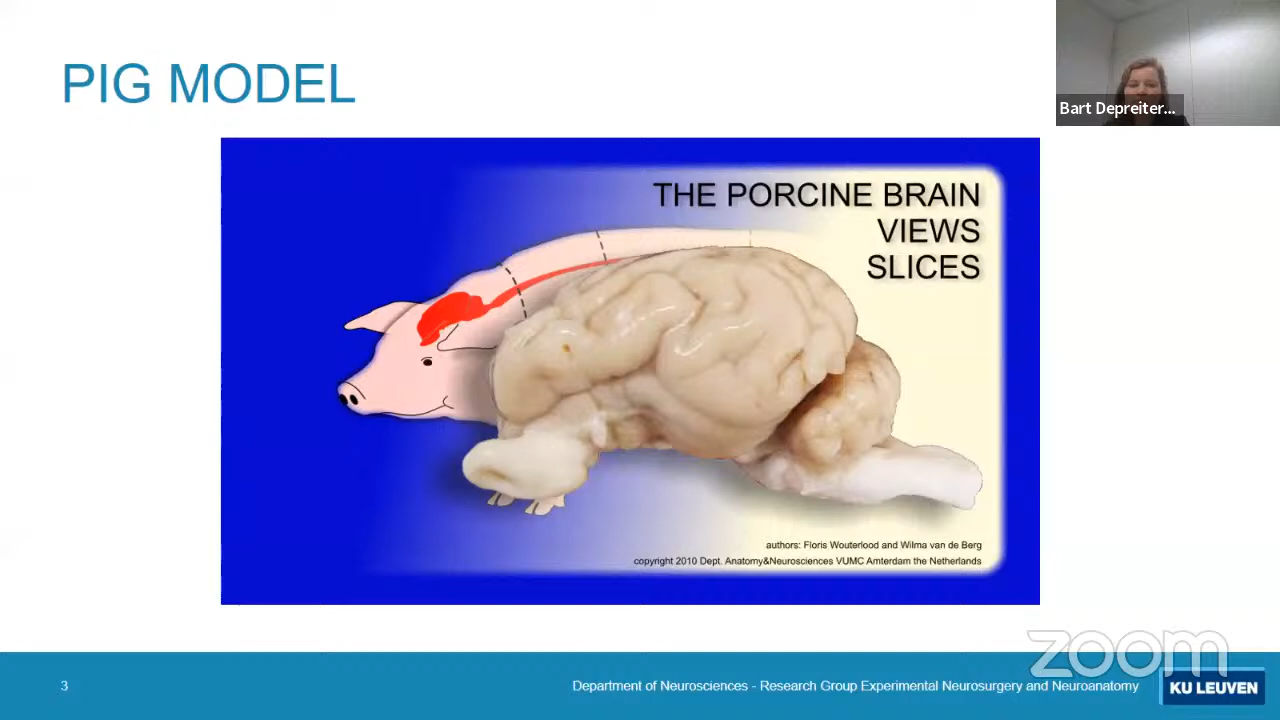 PIG MODEL
Bart Depreiter...
THE PORCINE BRAIN
VIEWS
SLICES
authors: Floris Wouterlood and Wilma van de Berg
copyright 2010 Dept. Anatomy&Neurosciences VUMC Amterdam the Netherlands
zoom
3
Department of Neurosciences - Research Group Experimental Neurosurgery and Neuroanatomy
KU LEUVEN